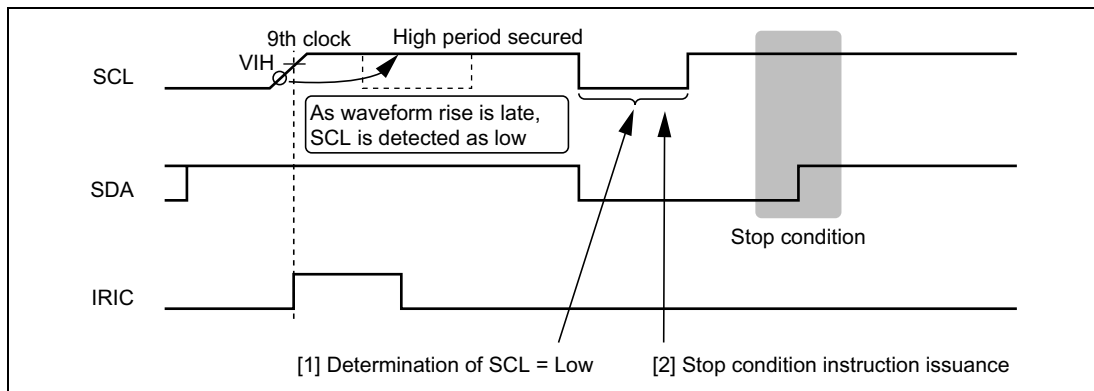 9th clock
High period secured
VIH
SCL
As waveform rise is late,
SCL is detected as low
SDA
Stop condition
IRIC
[1] Determination of SCL = Low
[2] Stop condition instruction issuance